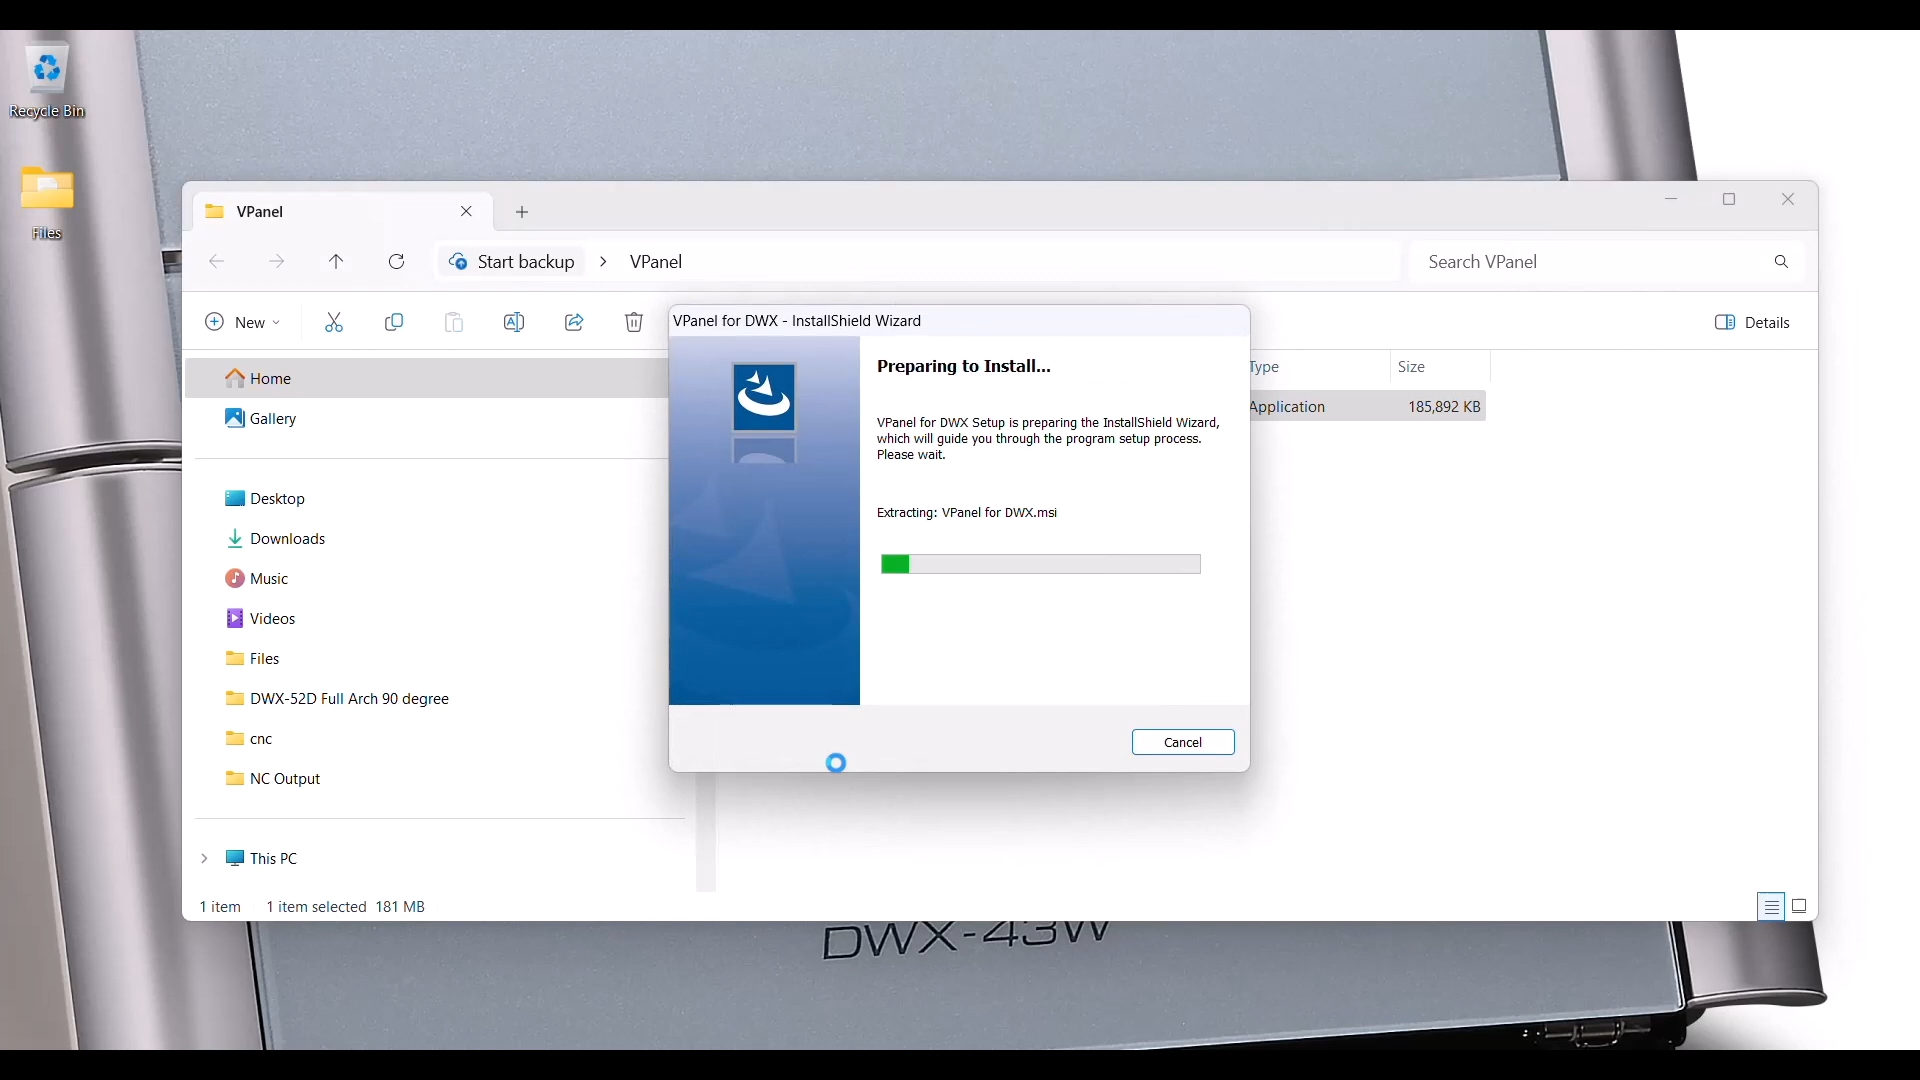 Recycle Bin
Files
VPanel
Start backup
VPanel
Search VPanel
New
Details
VPanel for DWX - InstallShield Wizard
Preparing to Install...
VPanel for DWX Setup is preparing the InstallShield Wizard,
which will guide you through the program setup process.
Please wait.
Extracting: VPanel for DWX.msi
Cancel
Type
Size
Application
185,892 KB
Home
Gallery
Desktop
Downloads
Music
Videos
Files
DWX-52D Full Arch 90 degree
cnc
NC Output
This PC
1 item
1 item selected 181 MB
DWX-43W